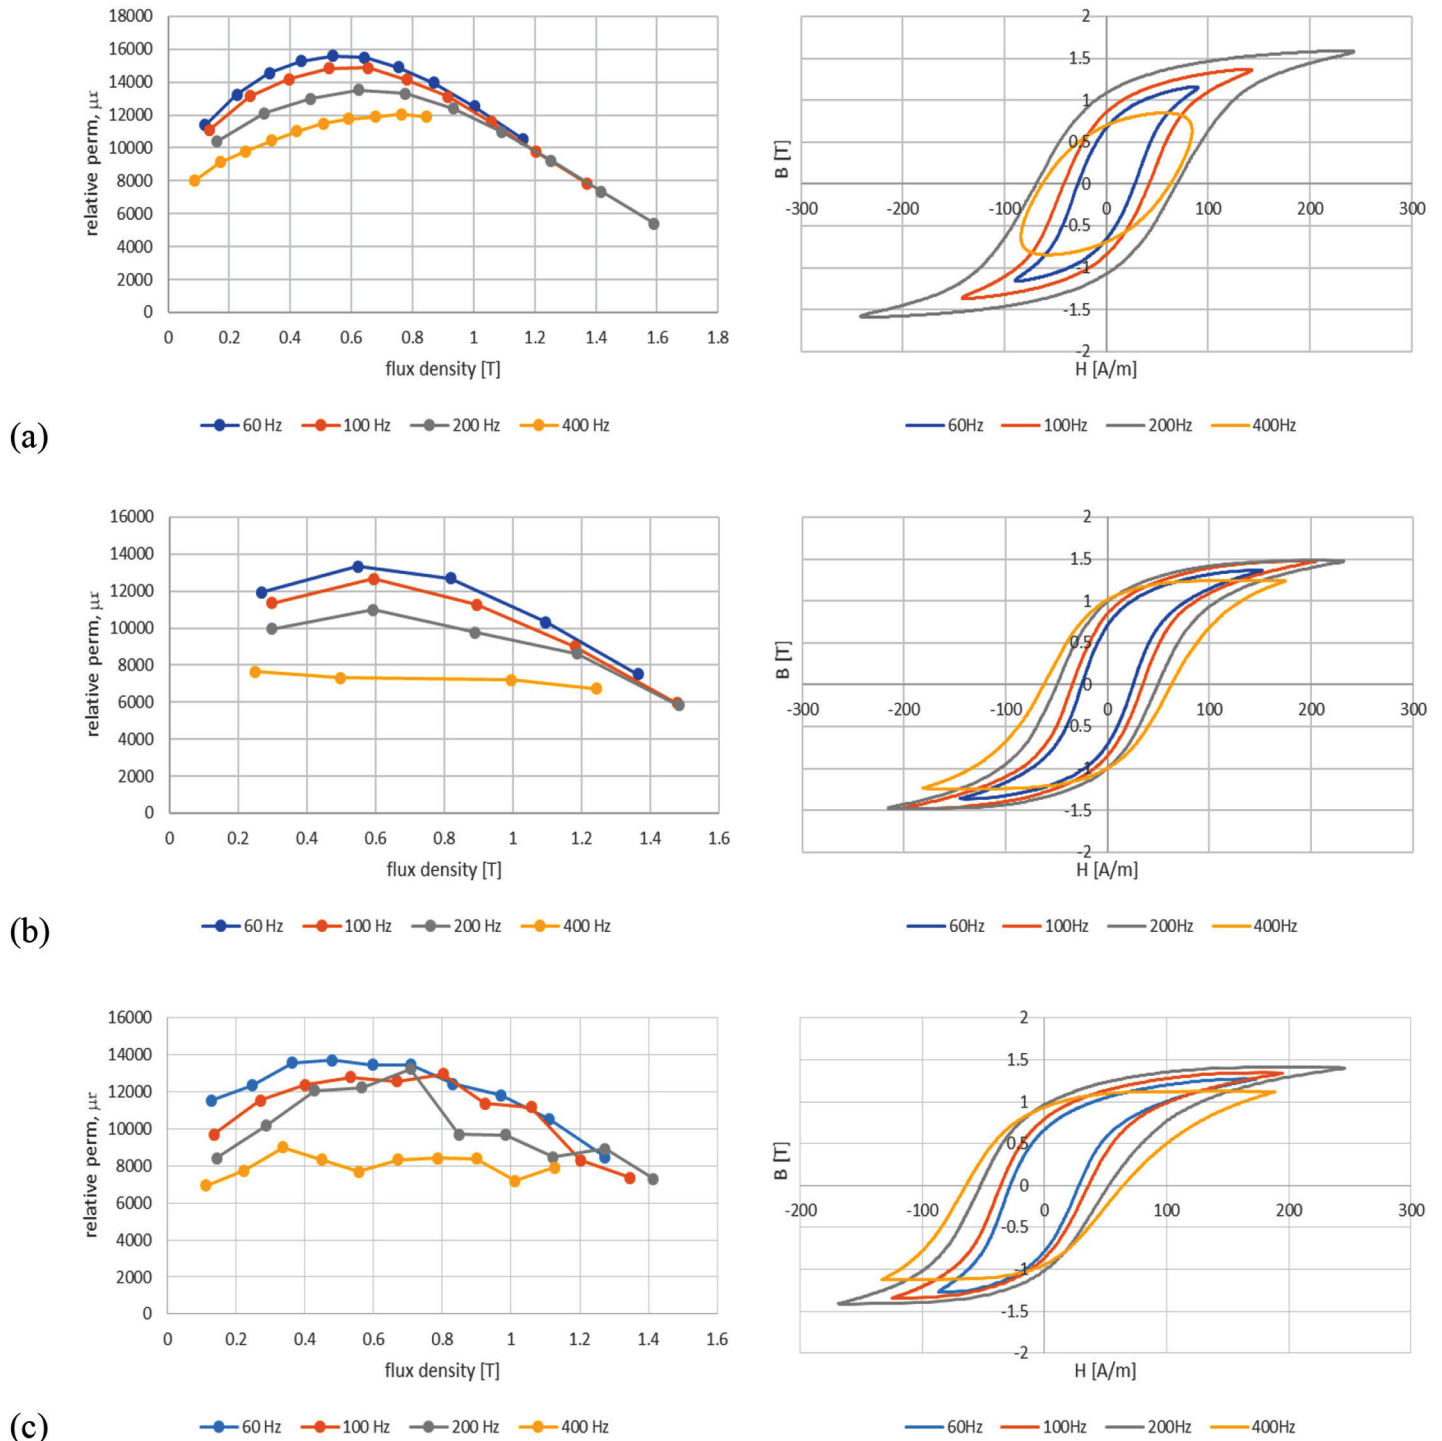 18000
16000
14000
12000
10000
8000
6000
4000
2000
0
relative perm, µr
0 0.2 0.4 0.6 0.8 1 1.2 1.4 1.6 1.8
flux density [T]
60 Hz 100 Hz 200 Hz 400 Hz
2
1.5
1
0.5
0
-0.5
-1
-1.5
-2
B [T]
-300 -200 -100 0 100 200 300
H [A/m]
60Hz 100Hz 200Hz 400Hz
(a)
16000
14000
12000
10000
8000
6000
4000
2000
0
relative perm, µr
0 0.2 0.4 0.6 0.8 1 1.2 1.4 1.6
flux density [T]
60 Hz 100 Hz 200 Hz 400 Hz
2
1.5
1
0.5
0
-0.5
-1
-1.5
-2
B [T]
-300 -200 -100 0 100 200 300
H [A/m]
60Hz 100Hz 200Hz 400Hz
(b)
16000
14000
12000
10000
8000
6000
4000
2000
0
relative perm, µr
0 0.2 0.4 0.6 0.8 1 1.2 1.4 1.6
flux density [T]
60 Hz 100 Hz 200 Hz 400 Hz
2
1.5
1
0.5
0
-0.5
-1
-1.5
-2
B [T]
-200 -100 0 100 200 300
H [A/m]
60Hz 100Hz 200Hz 400Hz
(c)